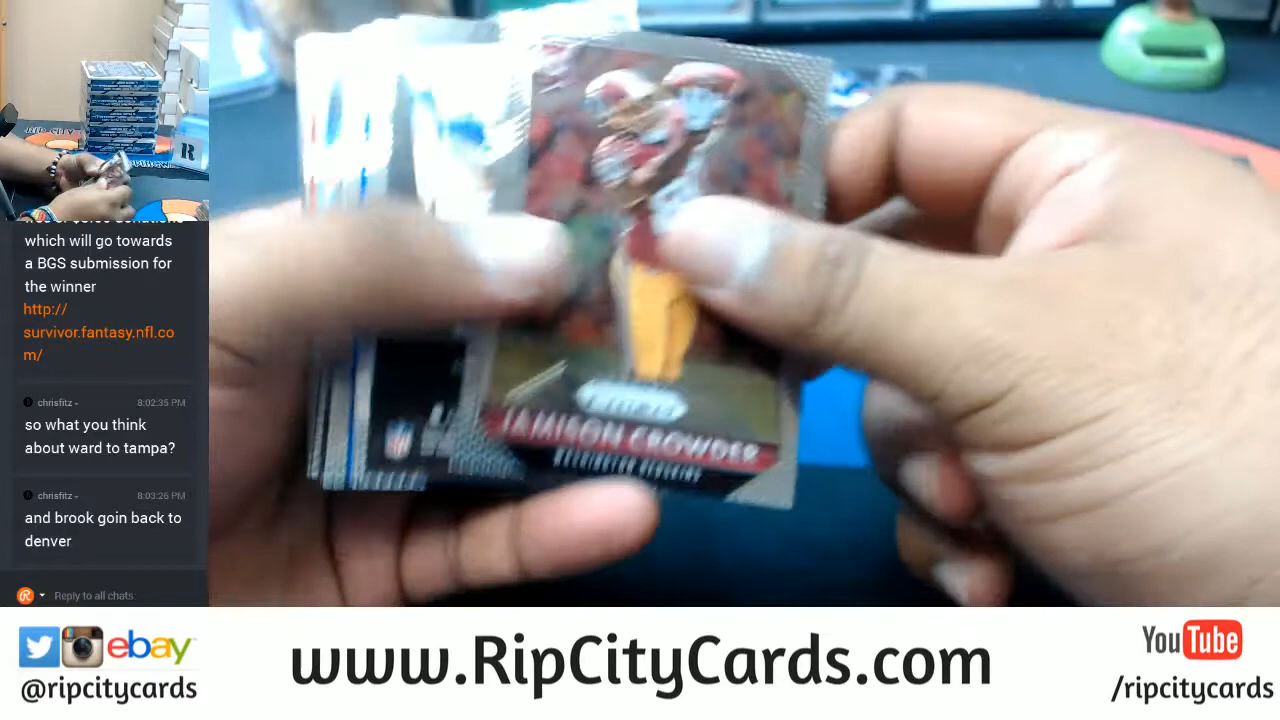 which will go towards
a BGS submission for
the winner
http://
survivor.fantasy.nfl.co
m/
chrisfitz
8:02:35 PM
so what you think
about ward to tampa?
chrisfitz
8:03:26 PM
and brook goin back to
denver
Reply to all chats
PRIZM
JAMISON CROWDER
R
ebay
@ripcitycards
www.RipCityCards.com
YouTube
/ripcitycards